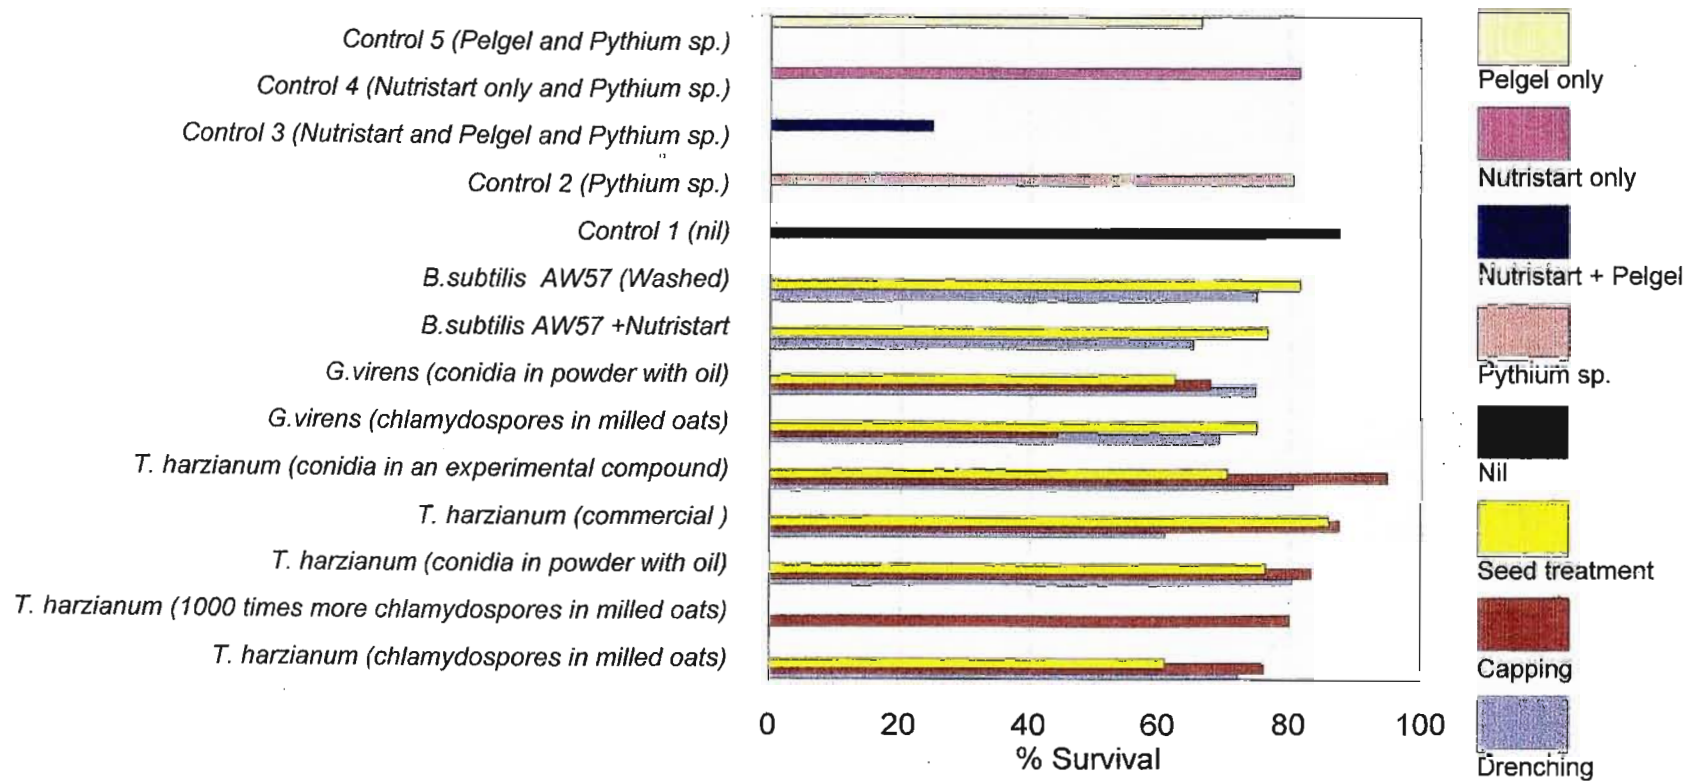 Control 5 (Pelgel and Pythium sp.)
Control 4 (Nutristart only and Pythium sp.)
Control 3 (Nutristart and Pelgel and Pythium sp.)
Control 2 (Pythium sp.)
Control 1 (nil)
B.subtilis AW57 (Washed)
B.subtilis AW57 +Nutristart
G.virens (conidia in powder with oil)
G.virens (chlamydospores in milled oats)
T. harzianum (conidia in an experimental compound)
T. harzianum (commercial )
T. harzianum (conidia in powder with oil)
T. harzianum (1000 times more chlamydospores in milled oats)
T. harzianum (chlamydospores in milled oats)
0 20 40 60 80 100
% Survival
Pelgel only
Nutristart only
Nutristart + Pelgel
Pythium sp.
Nil
Seed treatment
Capping
Drenching